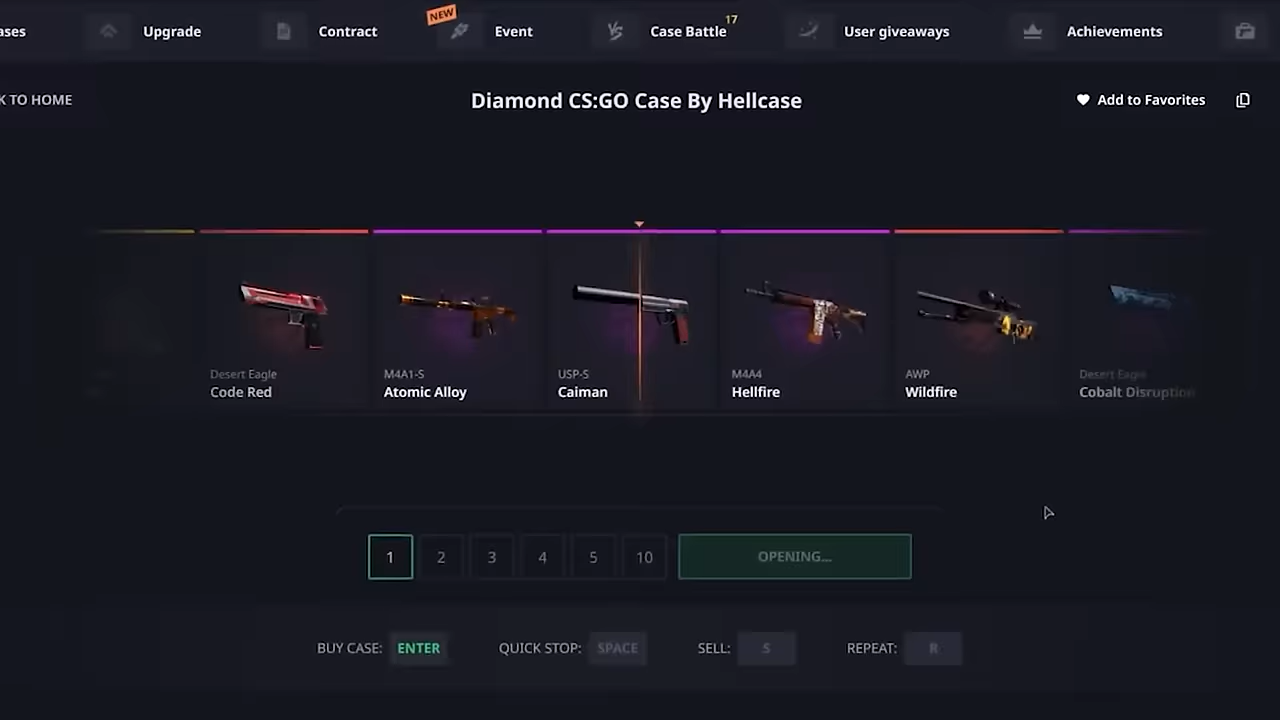 ases Upgrade Contract NEW Event Case Battle 17 User giveaways Achievements
K TO HOME
Diamond CS:GO Case By Hellcase
Add to Favorites
Desert Eagle
Code Red
M4A1-S
Atomic Alloy
USP-S
Caiman
M4A4
Hellfire
AWP
Wildfire
Desert Eagle
Cobalt Disruption
1 2 3 4 5 10 OPENING...
BUY CASE: ENTER QUICK STOP: SPACE SELL: S REPEAT: R